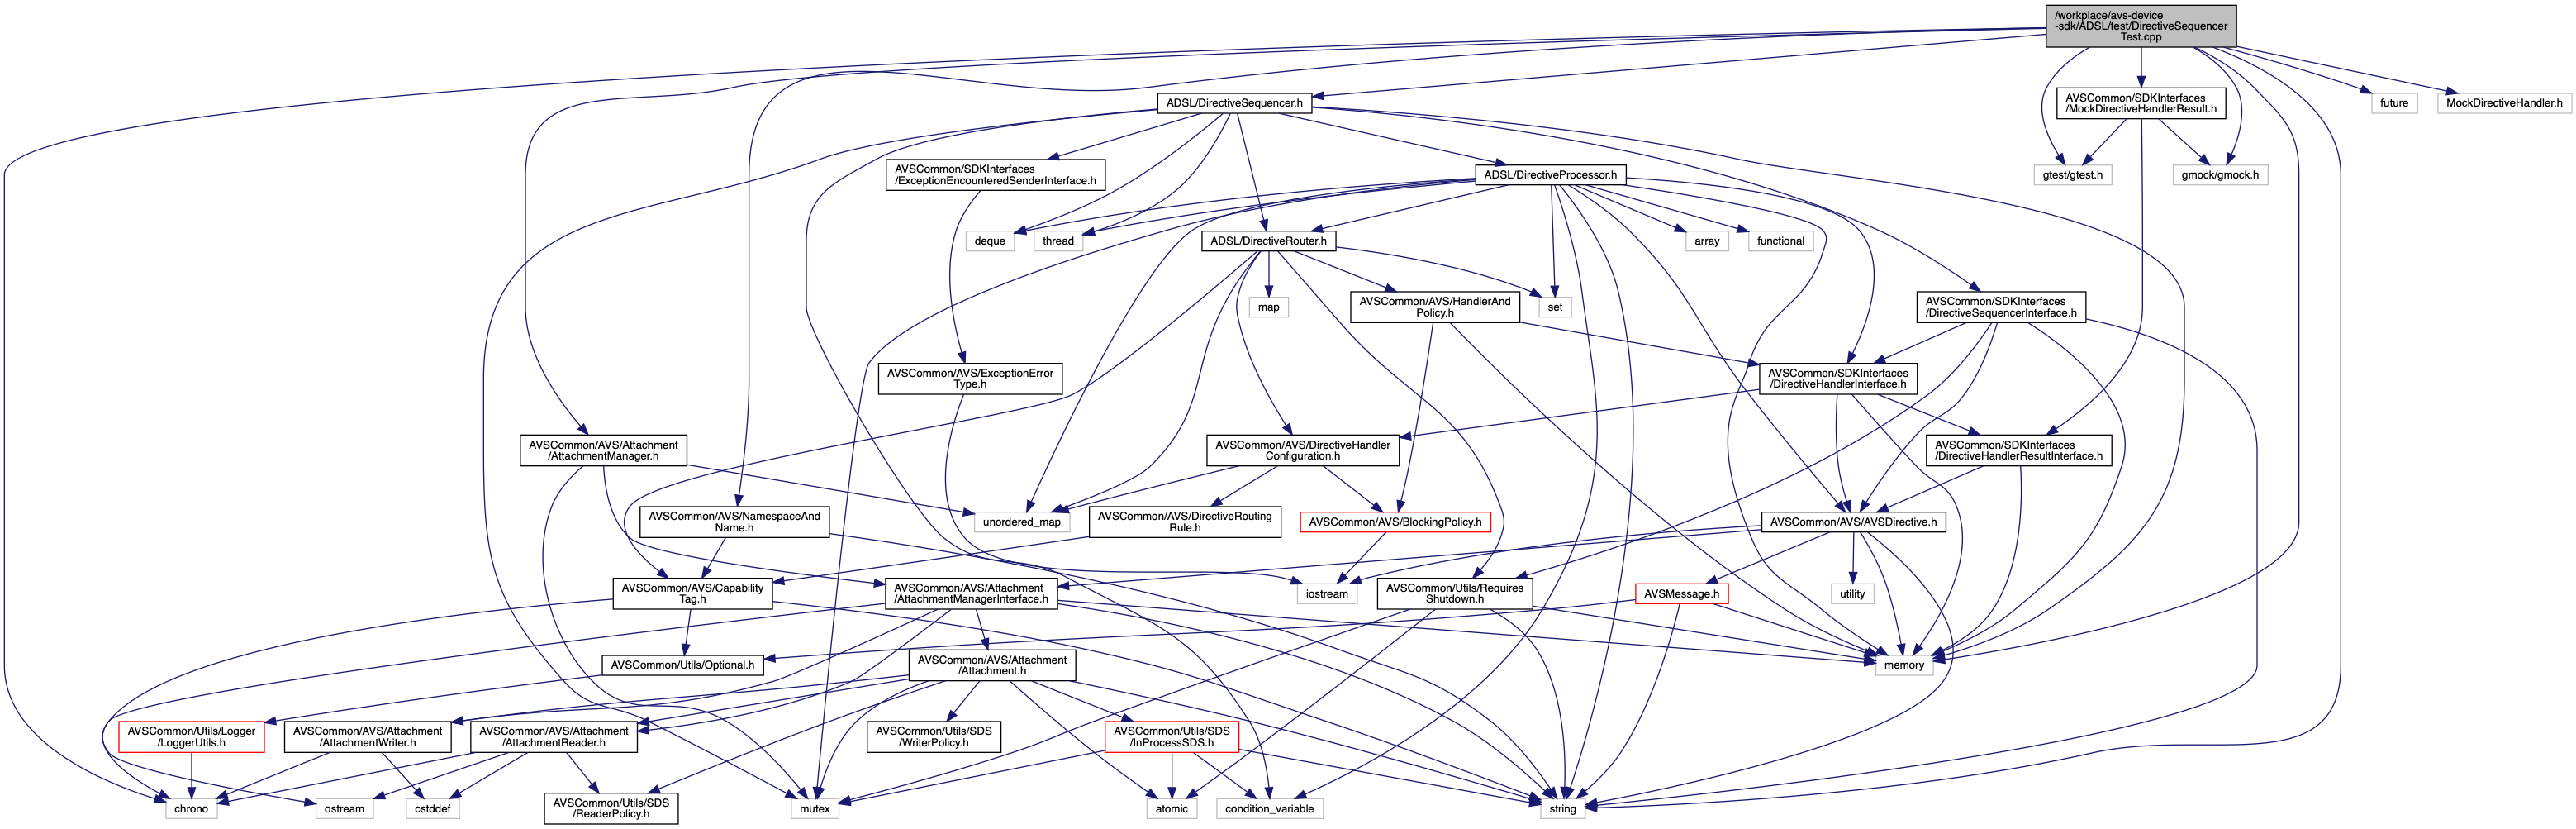 /workplace/avs-device
-sdk/ADSL/test/DirectiveSequencer
Test.cpp
ADSL/DirectiveSequencer.h
AVSCommon/SDKInterfaces
/MockDirectiveHandlerResult.h
future
MockDirectiveHandler.h
AVSCommon/SDKInterfaces
/ExceptionEncounteredSenderInterface.h
ADSL/DirectiveProcessor.h
gtest/gtest.h
gmock/gmock.h
deque
thread
ADSL/DirectiveRouter.h
array
functional
map
AVSCommon/AVS/HandlerAnd
Policy.h
set
AVSCommon/SDKInterfaces
/DirectiveSequencerInterface.h
AVSCommon/AVS/ExceptionError
Type.h
AVSCommon/SDKInterfaces
/DirectiveHandlerInterface.h
AVSCommon/AVS/Attachment
/AttachmentManager.h
AVSCommon/AVS/DirectiveHandler
Configuration.h
AVSCommon/SDKInterfaces
/DirectiveHandlerResultInterface.h
AVSCommon/AVS/NamespaceAnd
Name.h
unordered_map
AVSCommon/AVS/DirectiveRouting
Rule.h
AVSCommon/AVS/BlockingPolicy.h
AVSCommon/AVS/AVSDirective.h
AVSCommon/AVS/Capability
Tag.h
AVSCommon/AVS/Attachment
/AttachmentManagerInterface.h
iostream
AVSCommon/Utils/Requires
Shutdown.h
AVSMessage.h
utility
AVSCommon/Utils/Optional.h
AVSCommon/AVS/Attachment
/Attachment.h
memory
AVSCommon/Utils/Logger
/LoggerUtils.h
AVSCommon/AVS/Attachment
/AttachmentWriter.h
AVSCommon/AVS/Attachment
/AttachmentReader.h
AVSCommon/Utils/SDS
/WriterPolicy.h
AVSCommon/Utils/SDS
/InProcessSDS.h
chrono
ostream
cstddef
AVSCommon/Utils/SDS
/ReaderPolicy.h
mutex
atomic
condition_variable
string